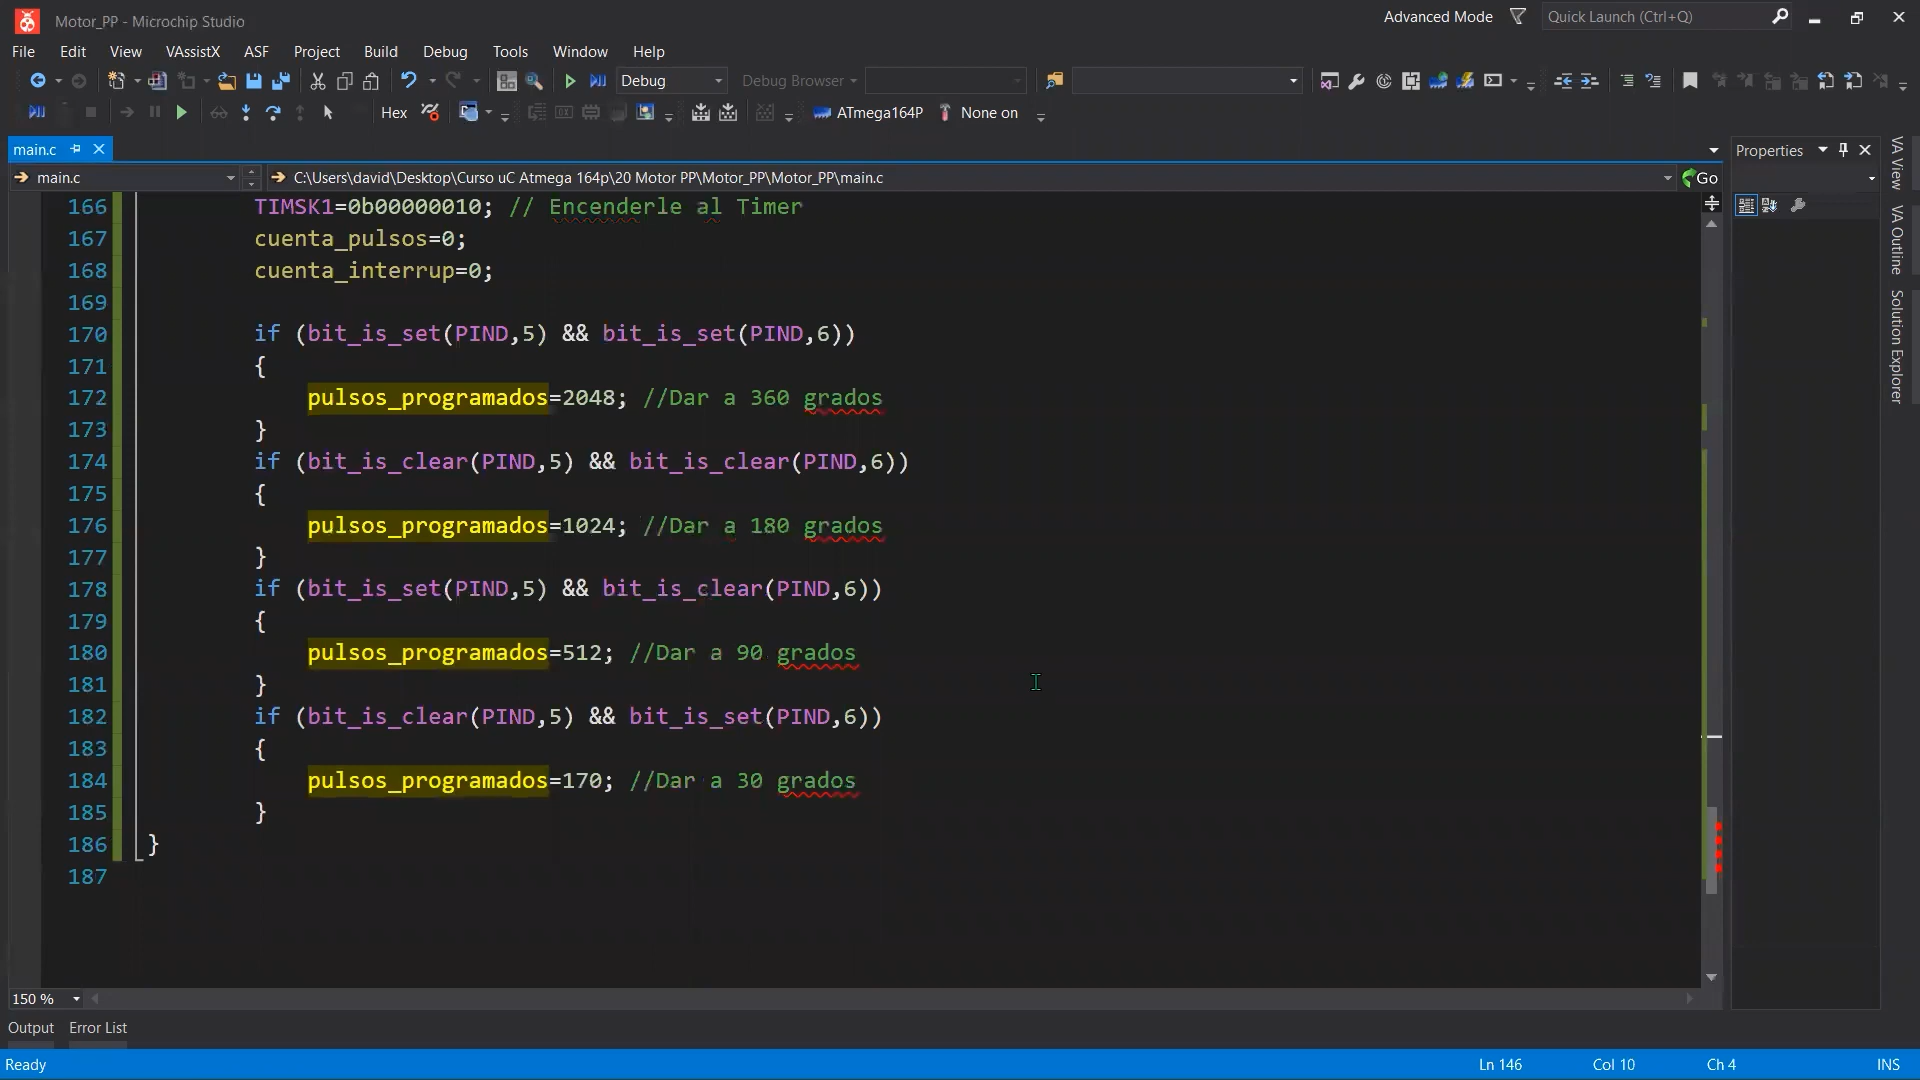 Motor_PP - Microchip Studio
Advanced Mode
Quick Launch (Ctrl+Q)
File Edit View VAssistX ASF Project Build Debug Tools Window Help
Debug
Debug Browser
Hex
ATmega164P
None on
main.c
Properties
main.c
C:\Users\david\Desktop\Curso uC Atmega 164p\20 Motor PP\Motor_PP\Motor_PP\main.c
Go
166 TIMSK1=0b00000010; // Encenderle al Timer
167 cuenta_pulsos=0;
168 cuenta_interrup=0;
169
170 if (bit_is_set(PIND,5) && bit_is_set(PIND,6))
171 {
172 pulsos_programados=2048; //Dar a 360 grados
173 }
174 if (bit_is_clear(PIND,5) && bit_is_clear(PIND,6))
175 {
176 pulsos_programados=1024; //Dar a 180 grados
177 }
178 if (bit_is_set(PIND,5) && bit_is_clear(PIND,6))
179 {
180 pulsos_programados=512; //Dar a 90 grados
181 }
182 if (bit_is_clear(PIND,5) && bit_is_set(PIND,6))
183 {
184 pulsos_programados=170; //Dar a 30 grados
185 }
186 }
187
VA View
VA Outline
Solution Explorer
150 %
Output Error List
Ready
Ln 146
Col 10
Ch 4
INS